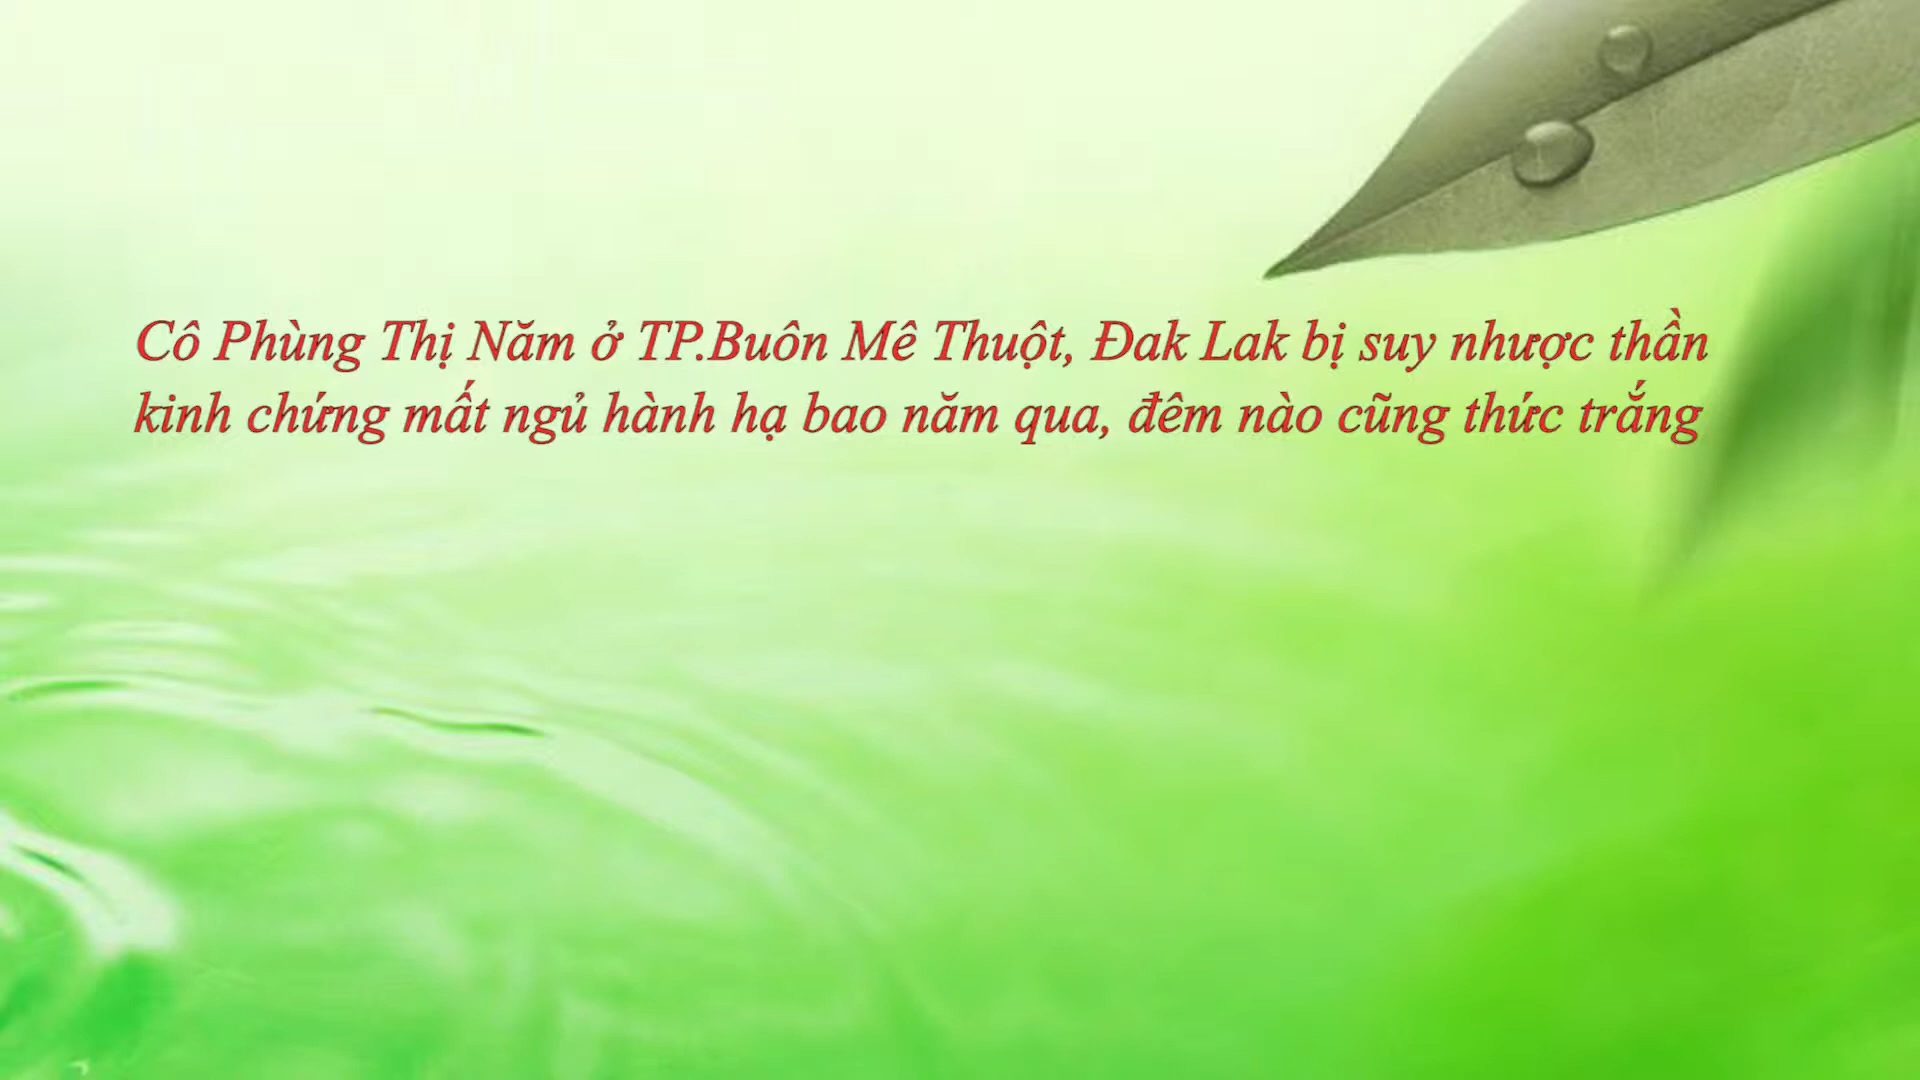 Cô Phùng Thị Năm ở TP.Buôn Mê Thuột, Đak Lak bị suy nhược thần
kinh chứng mất ngủ hành hạ bao năm qua, đêm nào cũng thức trắng